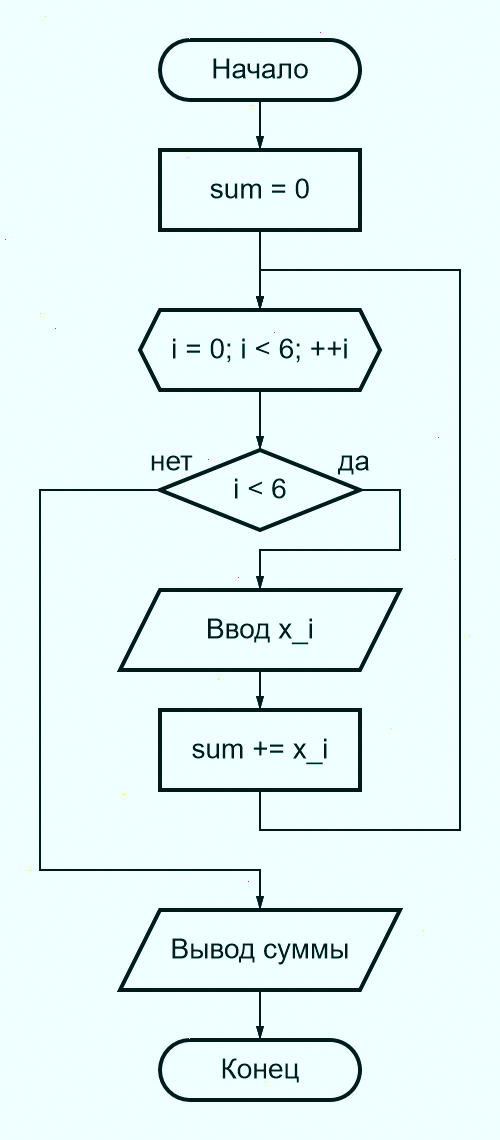 Начало
sum = 0
i = 0; i < 6; ++i
нет
да
i < 6
Ввод x_i
sum += x_i
Вывод суммы
Конец